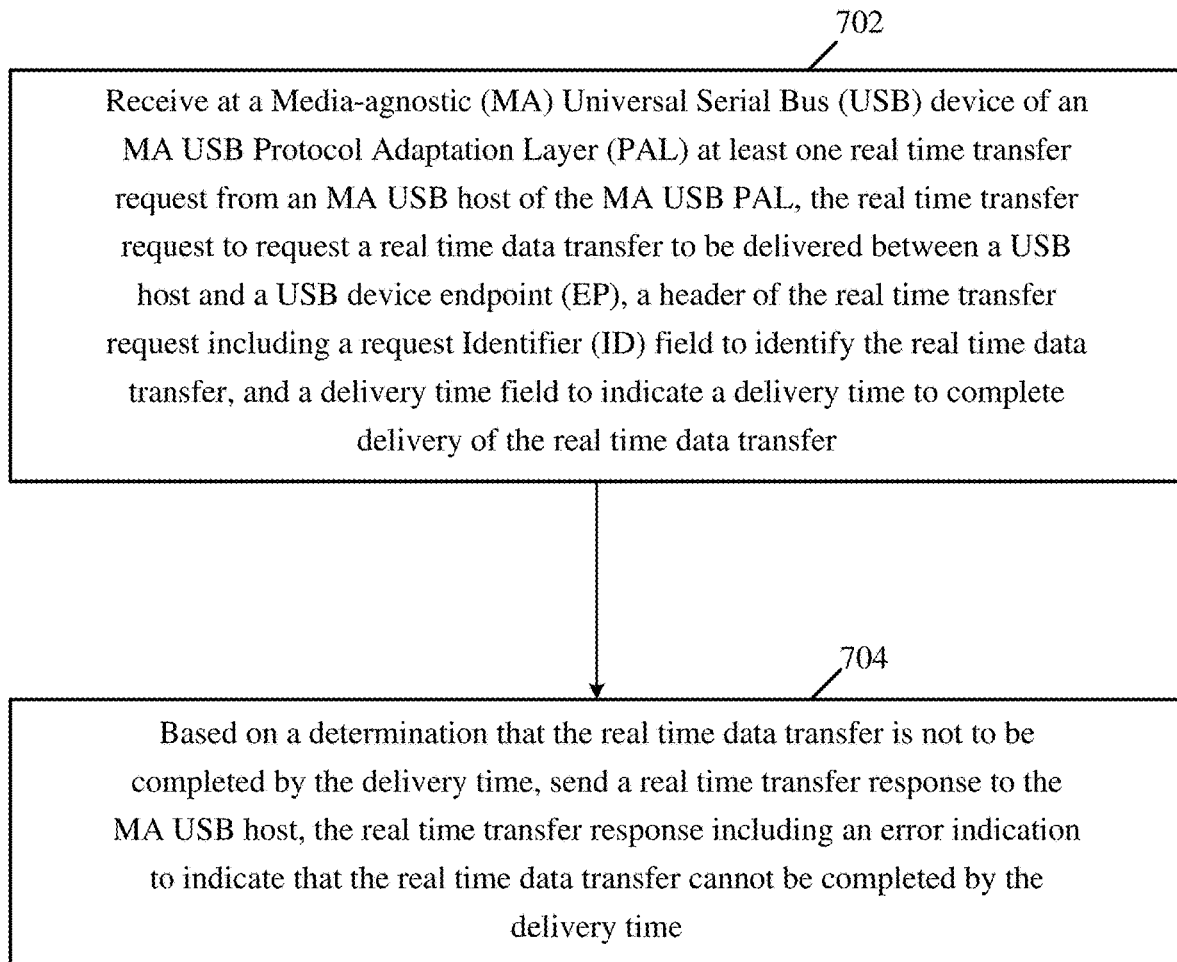 702
Receive at a Media-agnostic (MA) Universal Serial Bus (USB) device of an
MA USB Protocol Adaptation Layer (PAL) at least one real time transfer
request from an MA USB host of the MA USB PAL, the real time transfer
request to request a real time data transfer to be delivered between a USB
host and a USB device endpoint (EP), a header of the real time transfer
request including a request Identifier (ID) field to identify the real time data
transfer, and a delivery time field to indicate a delivery time to complete
delivery of the real time data transfer
704
Based on a determination that the real time data transfer is not to be
completed by the delivery time, send a real time transfer response to the
MA USB host, the real time transfer response including an error indication
to indicate that the real time data transfer cannot be completed by the
delivery time